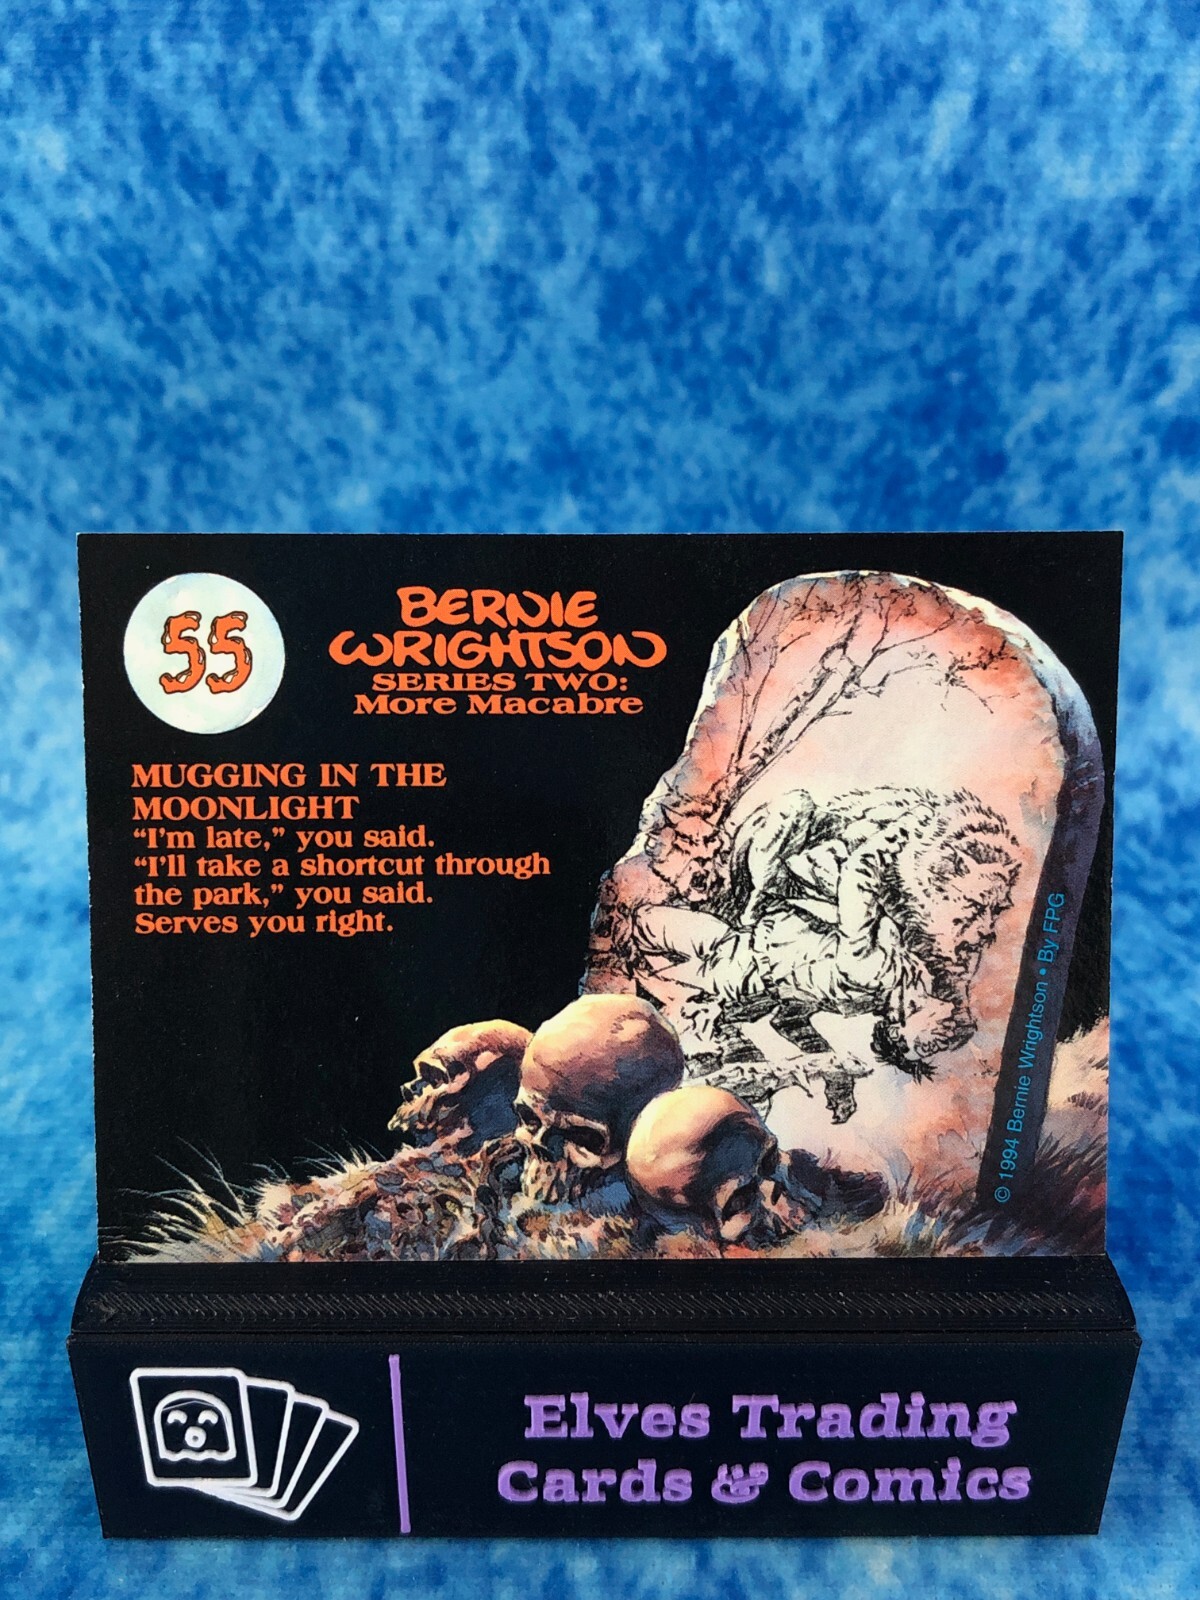 55
BERNIE
WRIGHTSON
SERIES TWO:
More Macabre
MUGGING IN THE
MOONLIGHT
“I'm late,” you said.
“I'll take a shortcut through
the park,” you said.
Serves you right.
© 1994 Bernie Wrightson • By FPG
Elves Trading
Cards & Comics